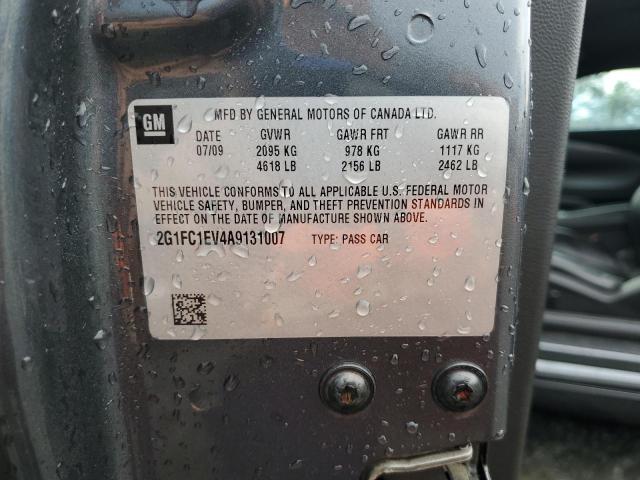 GM
MFD BY GENERAL MOTORS OF CANADA LTD.
DATE GVWR GAWR FRT GAWR RR
07/09 2095 KG 978 KG 1117 KG
4618 LB 2156 LB 2462 LB
THIS VEHICLE CONFORMS TO ALL APPLICABLE U.S. FEDERAL MOTOR
VEHICLE SAFETY, BUMPER, AND THEFT PREVENTION STANDARDS IN
EFFECT ON THE DATE OF MANUFACTURE SHOWN ABOVE.
2G1FC1EV4A9131007 TYPE: PASS CAR